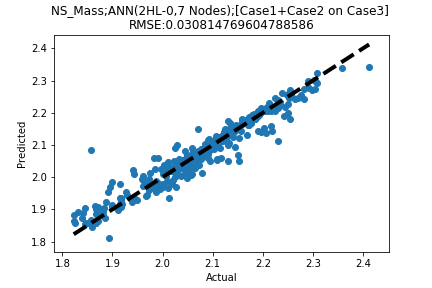 NS_Mass;ANN(2HL-0,7 Nodes);[Case1+Case2 on Case3]
RMSE:0.030814769604788586
2.4
2.3
2.2
2.1
2.0
1.9
1.8
Predicted
1.8 1.9 2.0 2.1 2.2 2.3 2.4
Actual